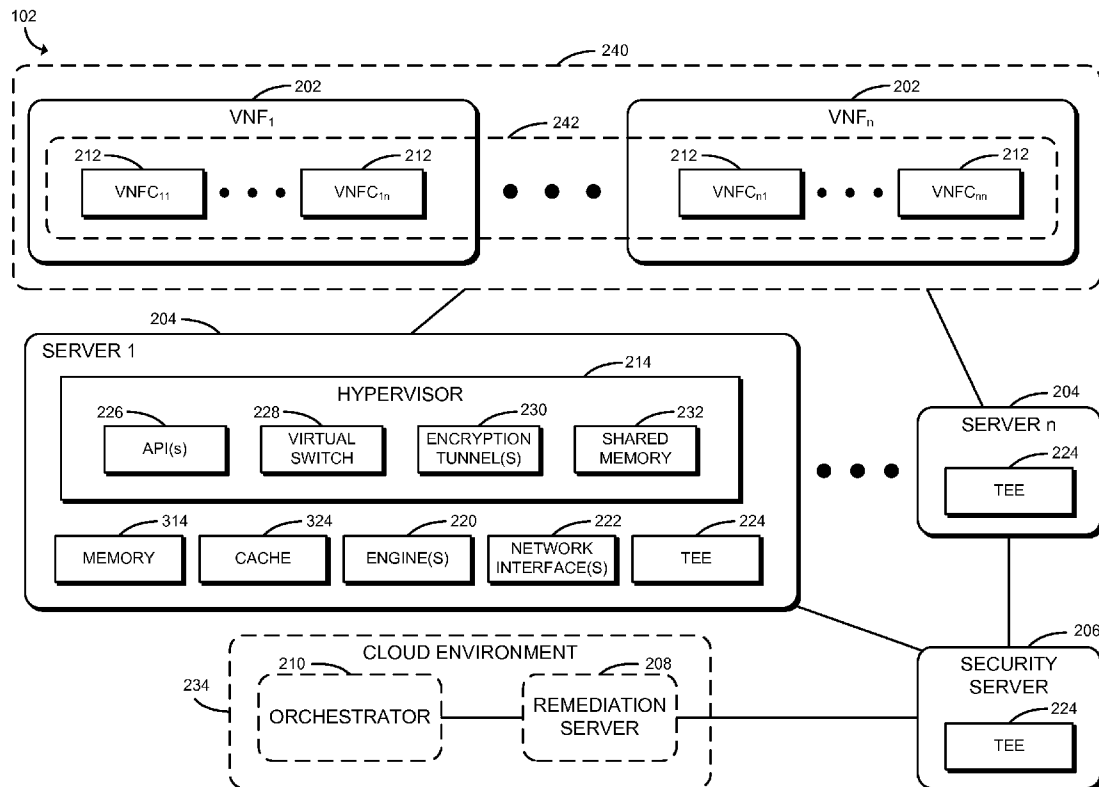 102
240
202
202
VNF1
VNFn
242
212
212
212
212
VNFC11
VNFC1n
VNFCn1
VNFCnn
204
SERVER 1
214
HYPERVISOR
226
228
230
232
API(s)
VIRTUAL
SWITCH
ENCRYPTION
TUNNEL(S)
SHARED
MEMORY
204
SERVER n
224
TEE
314
324
220
222
224
MEMORY
CACHE
ENGINE(S)
NETWORK
INTERFACE(S)
TEE
234
CLOUD ENVIRONMENT
210
208
ORCHESTRATOR
REMEDIATION
SERVER
206
SECURITY
SERVER
224
TEE